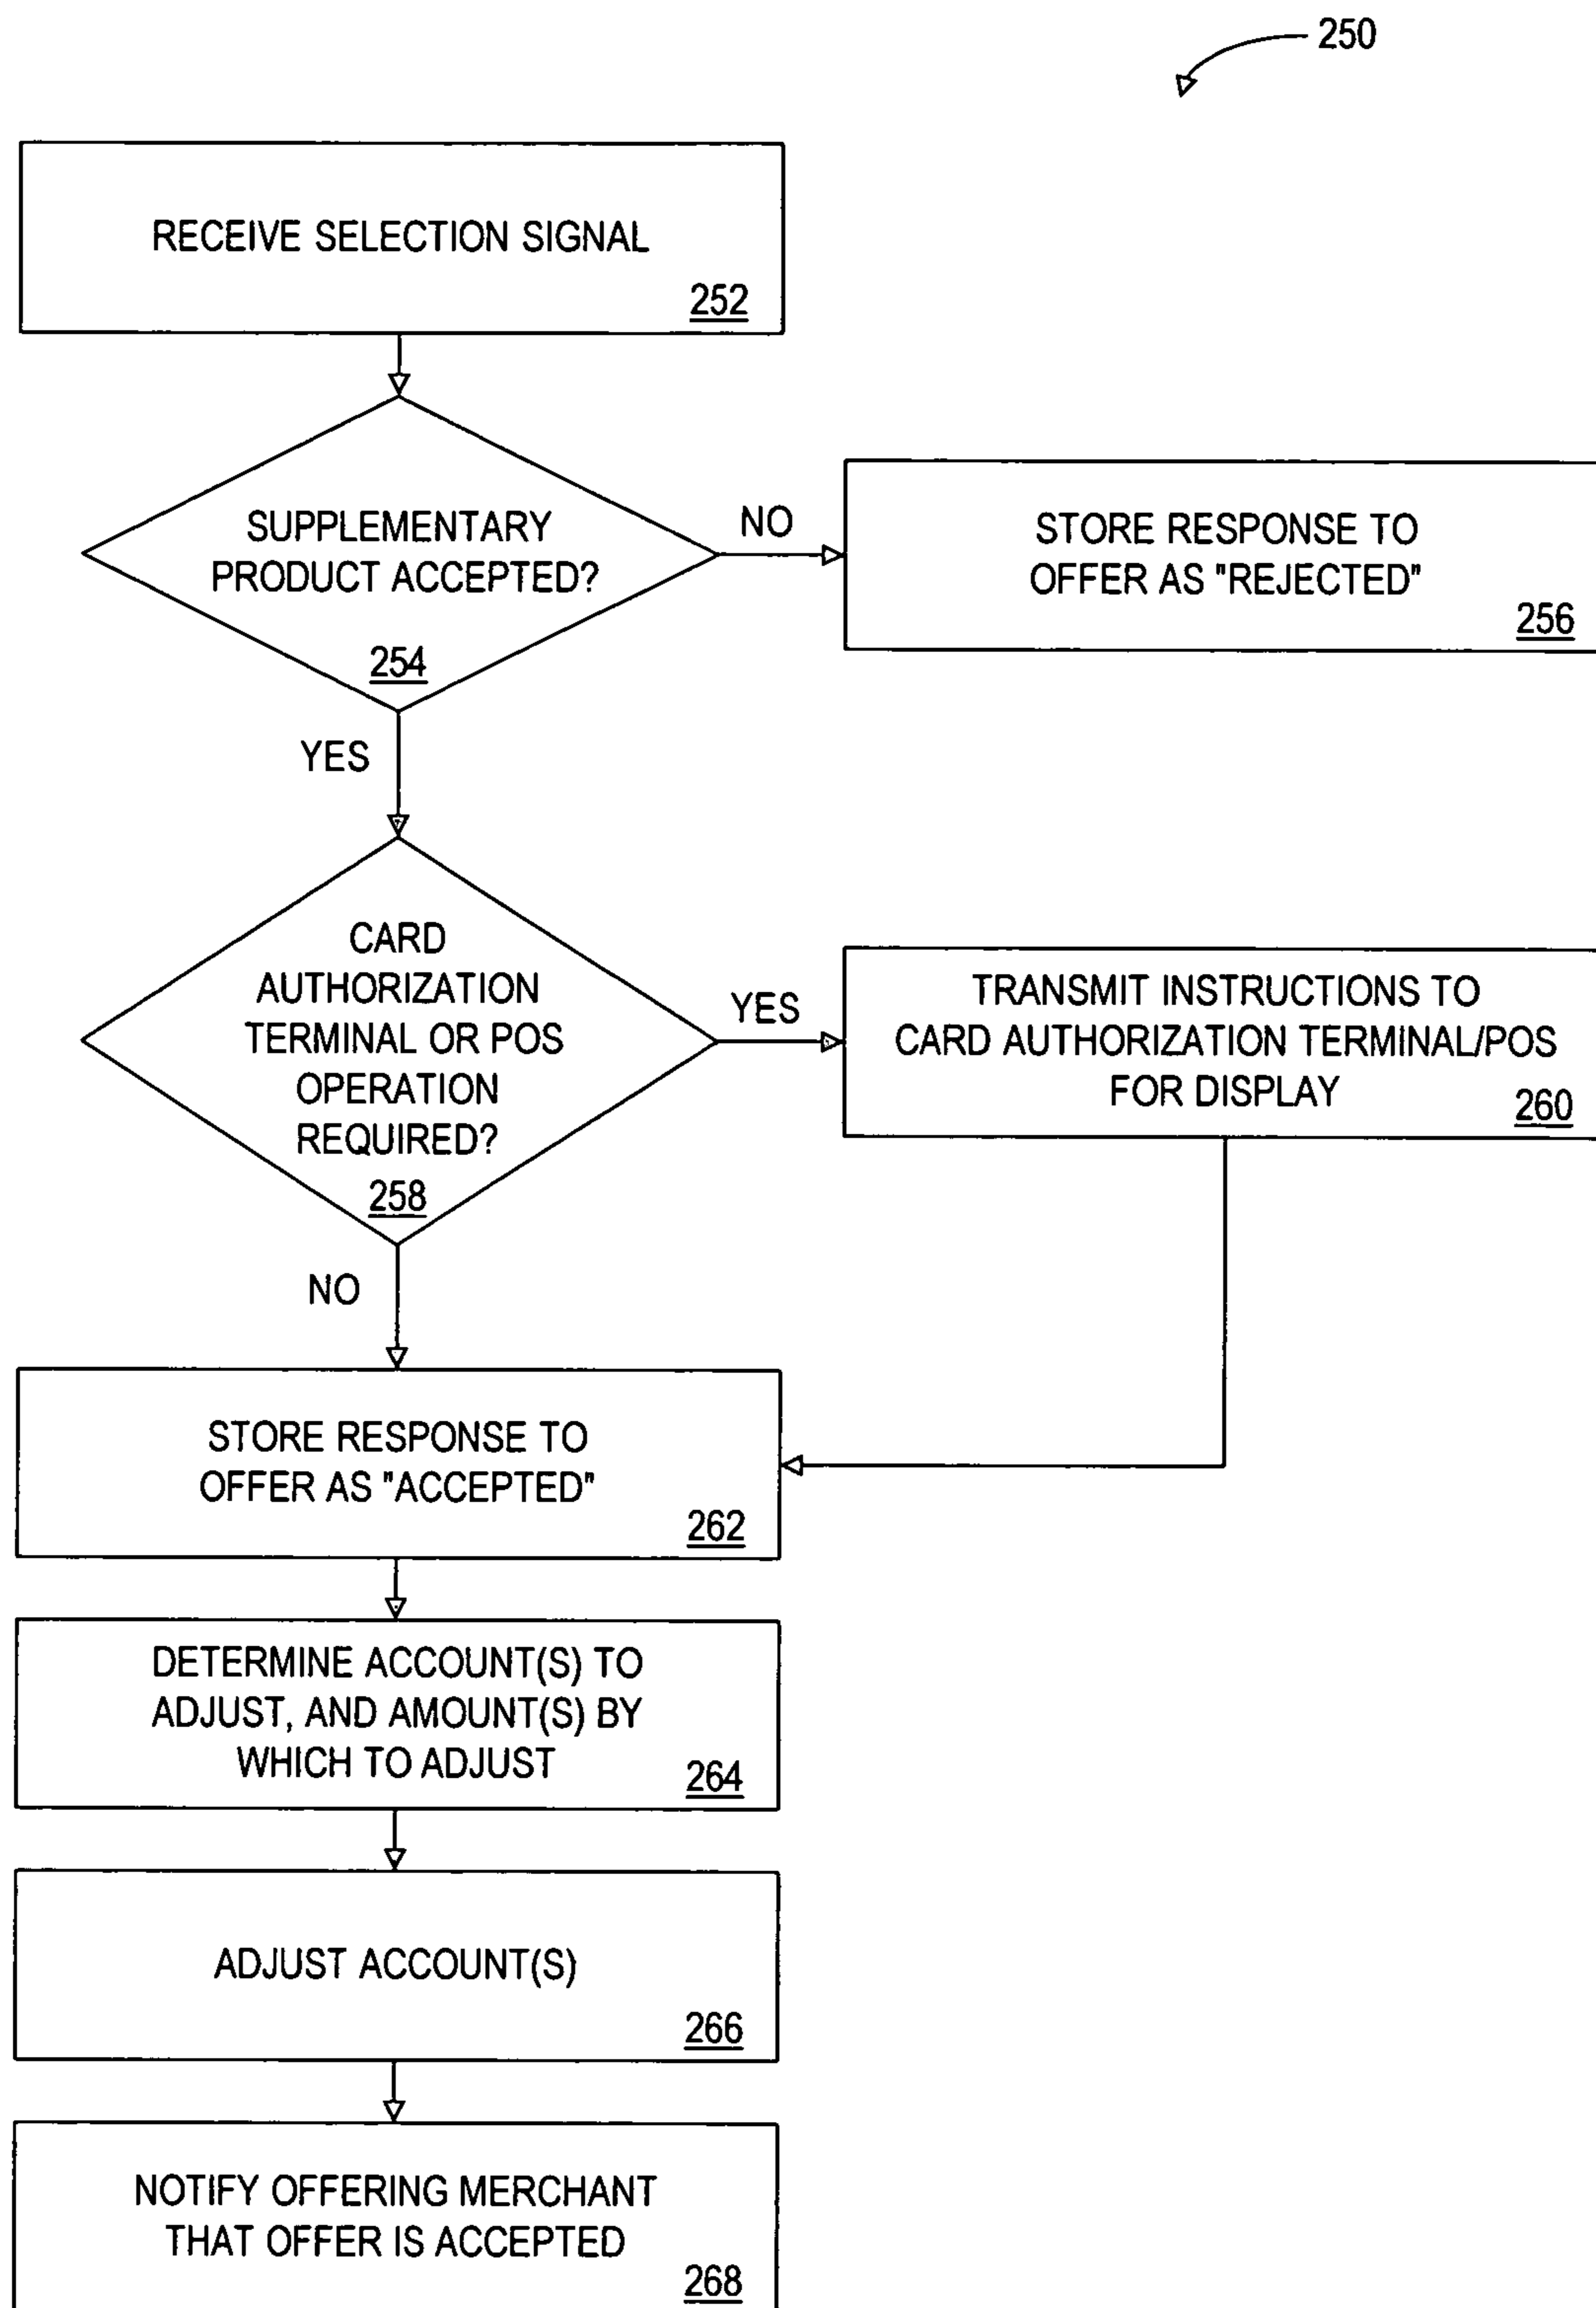 250
RECEIVE SELECTION SIGNAL
252
SUPPLEMENTARY
PRODUCT ACCEPTED?
254
NO
STORE RESPONSE TO
OFFER AS "REJECTED"
256
YES
CARD
AUTHORIZATION
TERMINAL OR POS
OPERATION
REQUIRED?
258
YES
TRANSMIT INSTRUCTIONS TO
CARD AUTHORIZATION TERMINAL/POS
FOR DISPLAY
260
NO
STORE RESPONSE TO
OFFER AS "ACCEPTED"
262
DETERMINE ACCOUNT(S) TO
ADJUST, AND AMOUNT(S) BY
WHICH TO ADJUST
264
ADJUST ACCOUNT(S)
266
NOTIFY OFFERING MERCHANT
THAT OFFER IS ACCEPTED
268